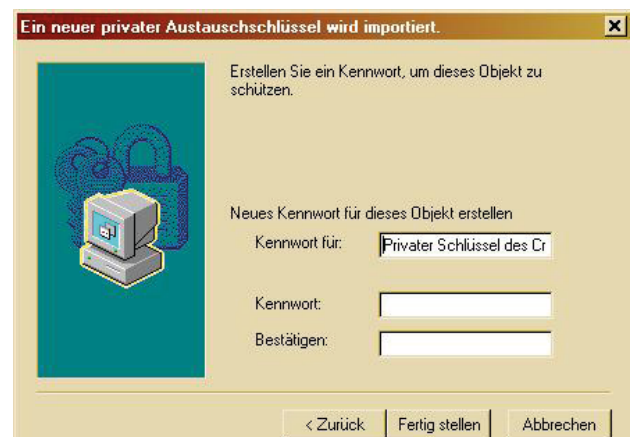 Ein neuer privater Austauschschlüssel wird importiert.
Erstellen Sie ein Kennwort, um dieses Objekt zu
schützen.
Neues Kennwort für dieses Objekt erstellen
Kennwort für: Privater Schlüssel des Cr
Kennwort:
Bestätigen:
< Zurück Fertig stellen Abbrechen